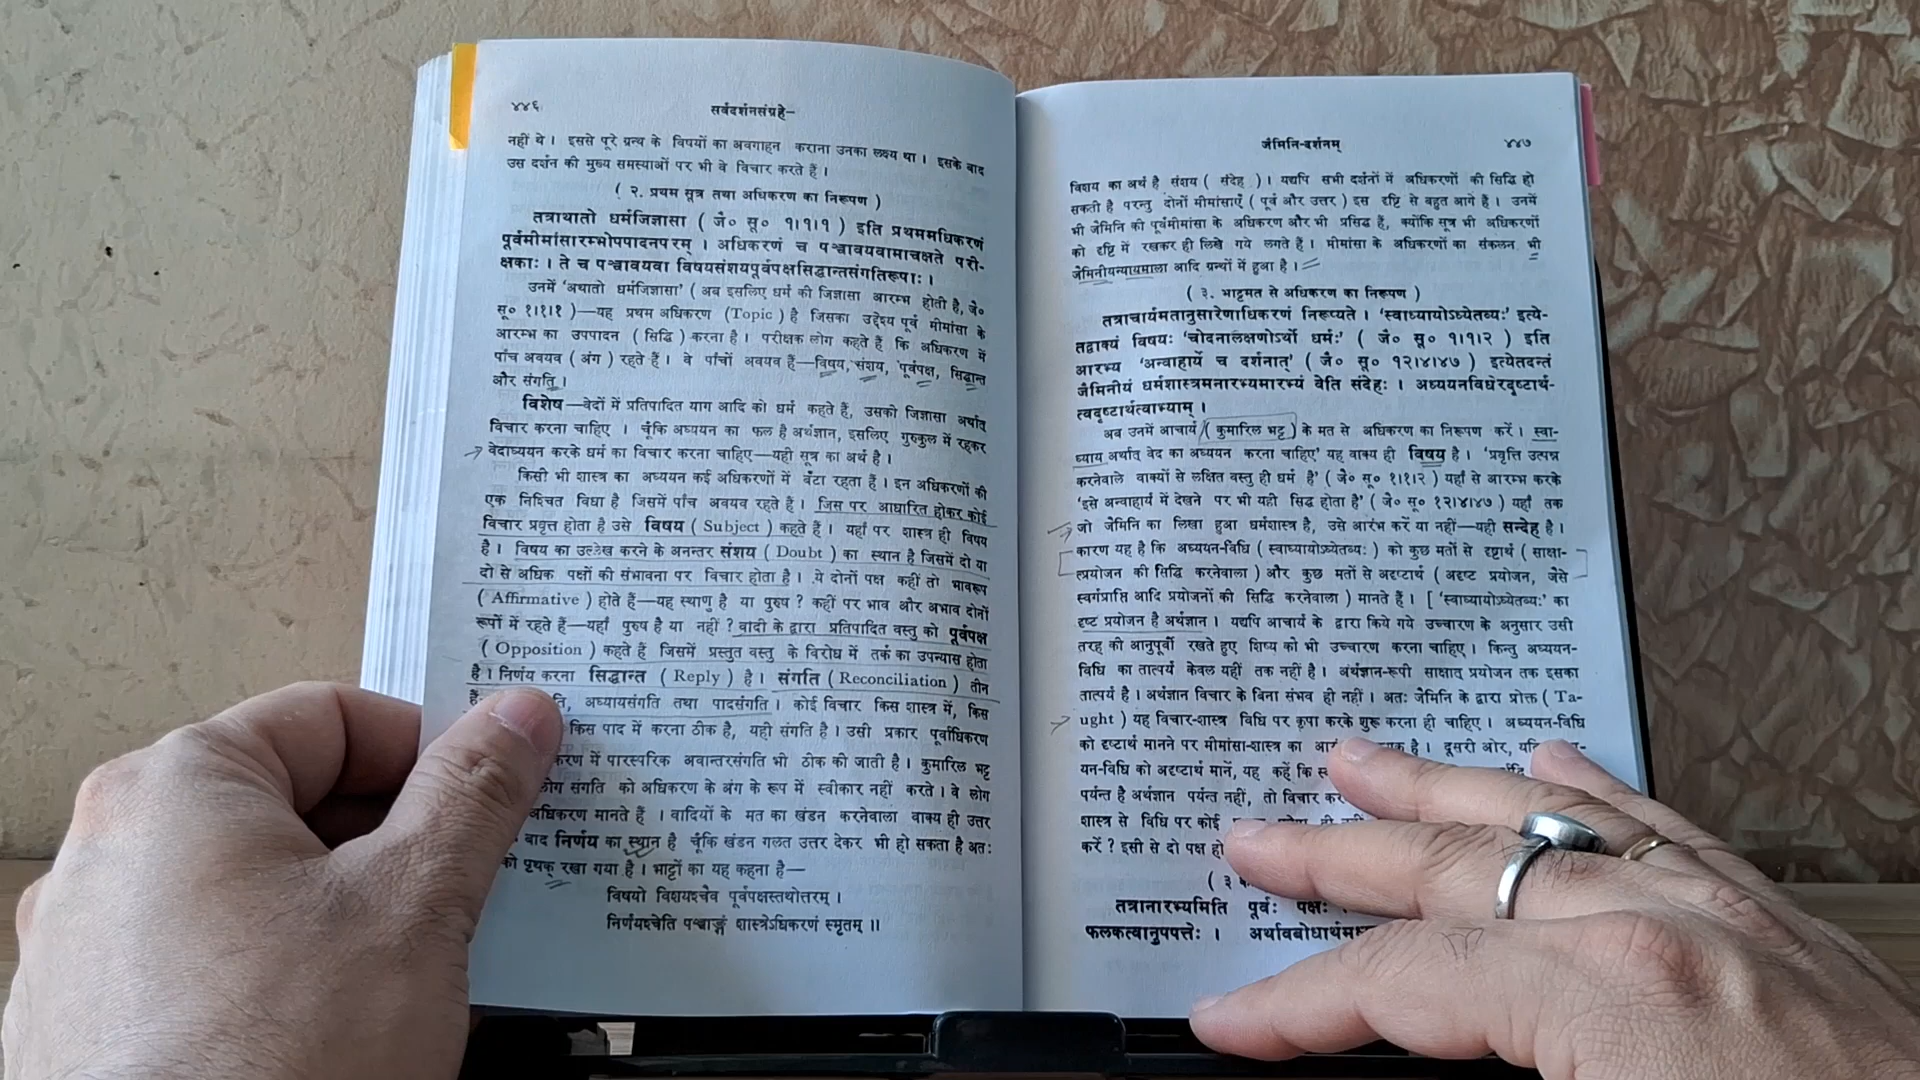 ४४६
सर्वदर्शनसंग्रहे–
नहीं थे। इससे पूरे ग्रन्थ के विषयों का अवगाहन कराना उनका लक्ष्य था। इसके बाद
उस दर्शन की मुख्य समस्याओं पर भी वे विचार करते हैं।
( २. प्रथम सूत्र तथा अधिकरण का निरूपण )
तत्राथातो धर्मजिज्ञासा ( जै० सू० १।१।१ ) इति प्रथममधिकरणं
पूर्वमीमांसारम्भोपपादनपरम्। अधिकरणं च पञ्चावयवमाचक्षते परी-
क्षकाः। ते च पञ्चावयवा विषयसंशयपूर्वपक्षसिद्धान्तसंगतिरूपाः।
उनमें 'अथातो धर्मजिज्ञासा' ( अब इसलिए धर्म की जिज्ञासा आरम्भ होती है, जै०
सू० १।१।१ )—यह प्रथम अधिकरण (Topic) है जिसका उद्देश्य पूर्व मीमांसा के
आरम्भ का उपपादन ( सिद्धि ) करना है। परीक्षक लोग कहते हैं कि अधिकरण में
पाँच अवयव ( अंग ) रहते हैं। वे पाँचों अवयव हैं—विषय, संशय, पूर्वपक्ष, सिद्धान्त
और संगति।
विशेष—वेदों में प्रतिपादित याग आदि को धर्म कहते हैं, उसको जिज्ञासा अर्थात्
विचार करना चाहिए । चूंकि अध्ययन का फल है अर्थज्ञान, इसलिए गुरुकुल में रहकर
वेदाध्ययन करके धर्म का विचार करना चाहिए—यही सूत्र का अर्थ है।
किसी भी शास्त्र का अध्ययन कई अधिकरणों में बँटा रहता है। इन अधिकरणों की
एक निश्चित विधा है जिसमें पाँच अवयव रहते हैं। जिस पर आधारित होकर कोई
विचार प्रवृत्त होता है उसे विषय ( Subject ) कहते हैं। यहाँ पर शास्त्र ही विषय
है। विषय का उल्लेख करने के अनन्तर संशय ( Doubt ) का स्थान है जिसमें दो या
दो से अधिक पक्षों की संभावना पर विचार होता है। ये दोनों पक्ष कहीं तो भावरूप
( Affirmative ) होते हैं—यह स्थाणु है या पुरुष ? कहीं पर भाव और अभाव दोनों
रूपों में रहते हैं—यहाँ पुरुष है या नहीं ? वादी के द्वारा प्रतिपादित वस्तु को पूर्वपक्ष
( Opposition ) कहते हैं जिसमें प्रस्तुत वस्तु के विरोध में तर्क का उपन्यास होता
है। निर्णय करना सिद्धान्त ( Reply ) है। संगति ( Reconciliation ) तीन
हैं- अध्यायसंगति तथा पादसंगति। कोई विचार किस शास्त्र में, किस
किस पाद में करना ठीक है, यही संगति है। उसी प्रकार पूर्वाधिकरण
में पारस्परिक अवान्तरसंगति भी ठीक की जाती है। कुमारिल भट्ट
लोग संगति को अधिकरण के अंग के रूप में स्वीकार नहीं करते। वे लोग
अधिकरण मानते हैं । वादियों के मत का खंडन करनेवाला वाक्य ही उत्तर
बाद निर्णय का स्थान है चूंकि खंडन गलत उत्तर देकर भी हो सकता है अतः
को पृथक् रखा गया है। भाट्टों का यह कहना है—
विषयो विशयश्चैव पूर्वपक्षस्तथोत्तरम्।
निर्णयश्चेति पञ्चाङ्गं शास्त्रेऽधिकरणं स्मृतम् ॥
जैमिनि-दर्शनम्
४४७
विशय का अर्थ है संशय ( संदेह )। यद्यपि सभी दर्शनों में अधिकरणों की सिद्धि हो
सकती है परन्तु दोनों मीमांसाएँ ( पूर्व और उत्तर ) इस दृष्टि से बहुत आगे हैं। उनमें
भी जैमिनि की पूर्वमीमांसा के अधिकरण और भी प्रसिद्ध हैं, क्योंकि सूत्र भी अधिकरणों
को दृष्टि में रखकर ही लिखे गये लगते हैं। मीमांसा के अधिकरणों का संकलन भी
जैमिनीयन्यायमाला आदि ग्रन्थों में हुआ है।
( ३. भाट्टमत से अधिकरण का निरूपण )
तत्राचार्यमतानुसारेणाधिकरणं निरूप्यते। 'स्वाध्यायोऽध्येतव्यः' इत्ये-
तद्वाक्यं विषयः 'चोदनालक्षणोऽर्थो धर्मः' ( जै० सू० १।१।२ ) इति
आरभ्य 'अन्वाहार्ये च दर्शनात्' ( जै० सू० १२।४।४७ ) इत्येतदन्तं
जैमिनीयं धर्मशास्त्रमनारभ्यमारभ्यं वेति संदेहः। अध्ययनविधेरदृष्टार्थ-
त्वदृष्टार्थत्वाभ्याम्।
अब उनमें आचार्य ( कुमारिल भट्ट ) के मत से अधिकरण का निरूपण करें। स्वा-
ध्याय अर्थात् वेद का अध्ययन करना चाहिए' यह वाक्य ही विषय है। 'प्रवृत्ति उत्पन्न
करनेवाले वाक्यों से लक्षित वस्तु ही धर्म है' ( जै० सू० १।१।२ ) यहाँ से आरम्भ करके
'इसे अन्वाहार्य में देखने पर भी यही सिद्ध होता है' ( जै० सू० १२।४।४७ ) यहाँ तक
जो जैमिनि का लिखा हुआ धर्मशास्त्र है, उसे आरंभ करें या नहीं—यही सन्देह है।
कारण यह है कि अध्ययन-विधि ( स्वाध्यायोऽध्येतव्यः ) को कुछ मतों से दृष्टार्थ ( साक्षा-
त्प्रयोजन की सिद्धि करनेवाला ) और कुछ मतों से अदृष्टार्थ ( अदृष्ट प्रयोजन, जैसे
स्वर्गप्राप्ति आदि प्रयोजनों की सिद्धि करनेवाला ) मानते हैं। [ 'स्वाध्यायोऽध्येतव्यः' का
दृष्ट प्रयोजन है अर्थज्ञान। यद्यपि आचार्य के द्वारा किये गये उच्चारण के अनुसार उसी
तरह की आनुपूर्वी रखते हुए शिष्य को भी उच्चारण करना चाहिए। किन्तु अध्ययन-
विधि का तात्पर्य केवल यहीं तक नहीं है। अर्थज्ञान-रूपी साक्षात् प्रयोजन तक इसका
तात्पर्य है। अर्थज्ञान विचार के बिना संभव ही नहीं। अतः जैमिनि के द्वारा प्रोक्त ( Ta-
ught ) यह विचार-शास्त्र विधि पर कृपा करके शुरू करना ही चाहिए। अध्ययन-विधि
को दृष्टार्थ मानने पर मीमांसा-शास्त्र का है। दूसरी ओर,
यन-विधि को अदृष्टार्थ मानें, यह कहें कि
पर्यन्त है अर्थज्ञान पर्यन्त नहीं, तो विचार
शास्त्र से विधि पर कोई
करें ? इसी से दो पक्ष
( ३
तत्रानारभ्यमिति पूर्वः पक्षः
फलकत्वानुपपत्तेः।